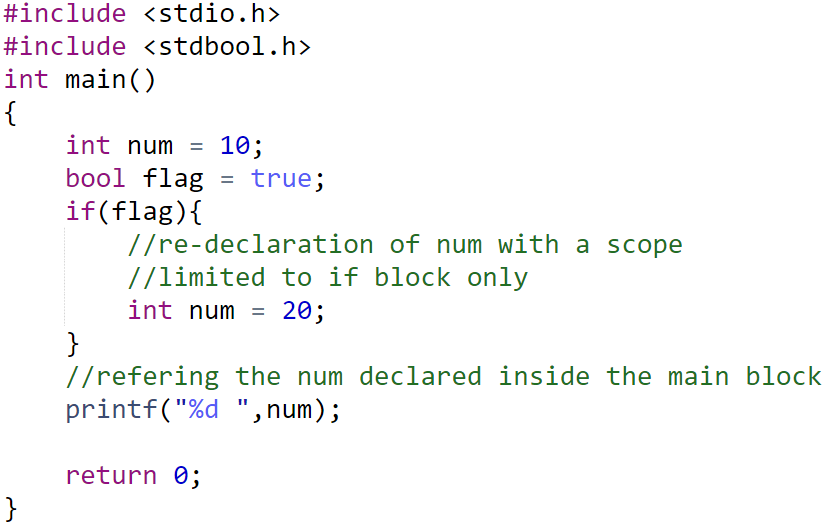 #include <stdio.h>
#include <stdbool.h>
int main()
{
    int num = 10;
    bool flag = true;
    if(flag){
        //re-declaration of num with a scope
        //limited to if block only
        int num = 20;
    }
    //refering the num declared inside the main block
    printf("%d ",num);
    return 0;
}